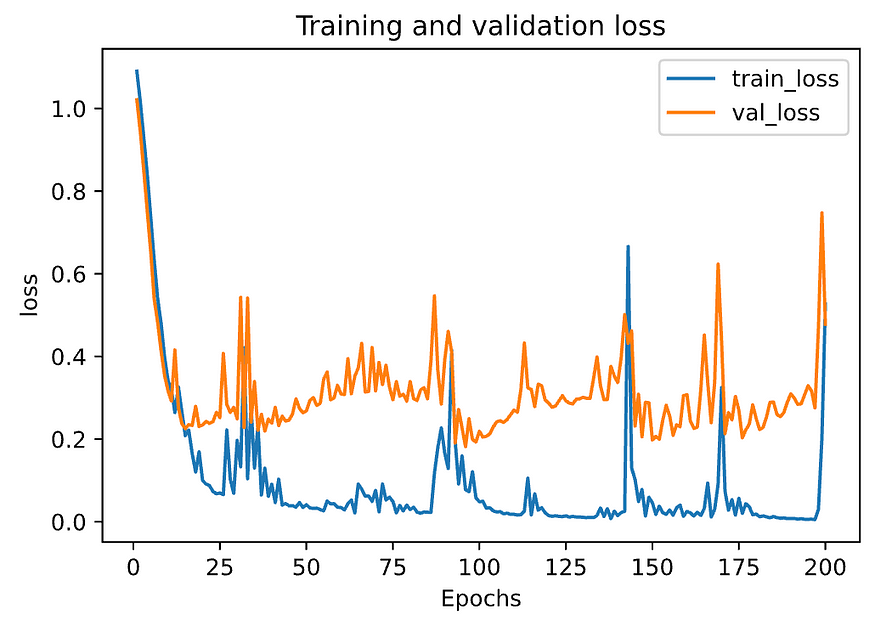 Training and validation loss
train_loss
val_loss
loss
1.0
0.8
0.6
0.4
0.2
0.0
0 25 50 75 100 125 150 175 200
Epochs